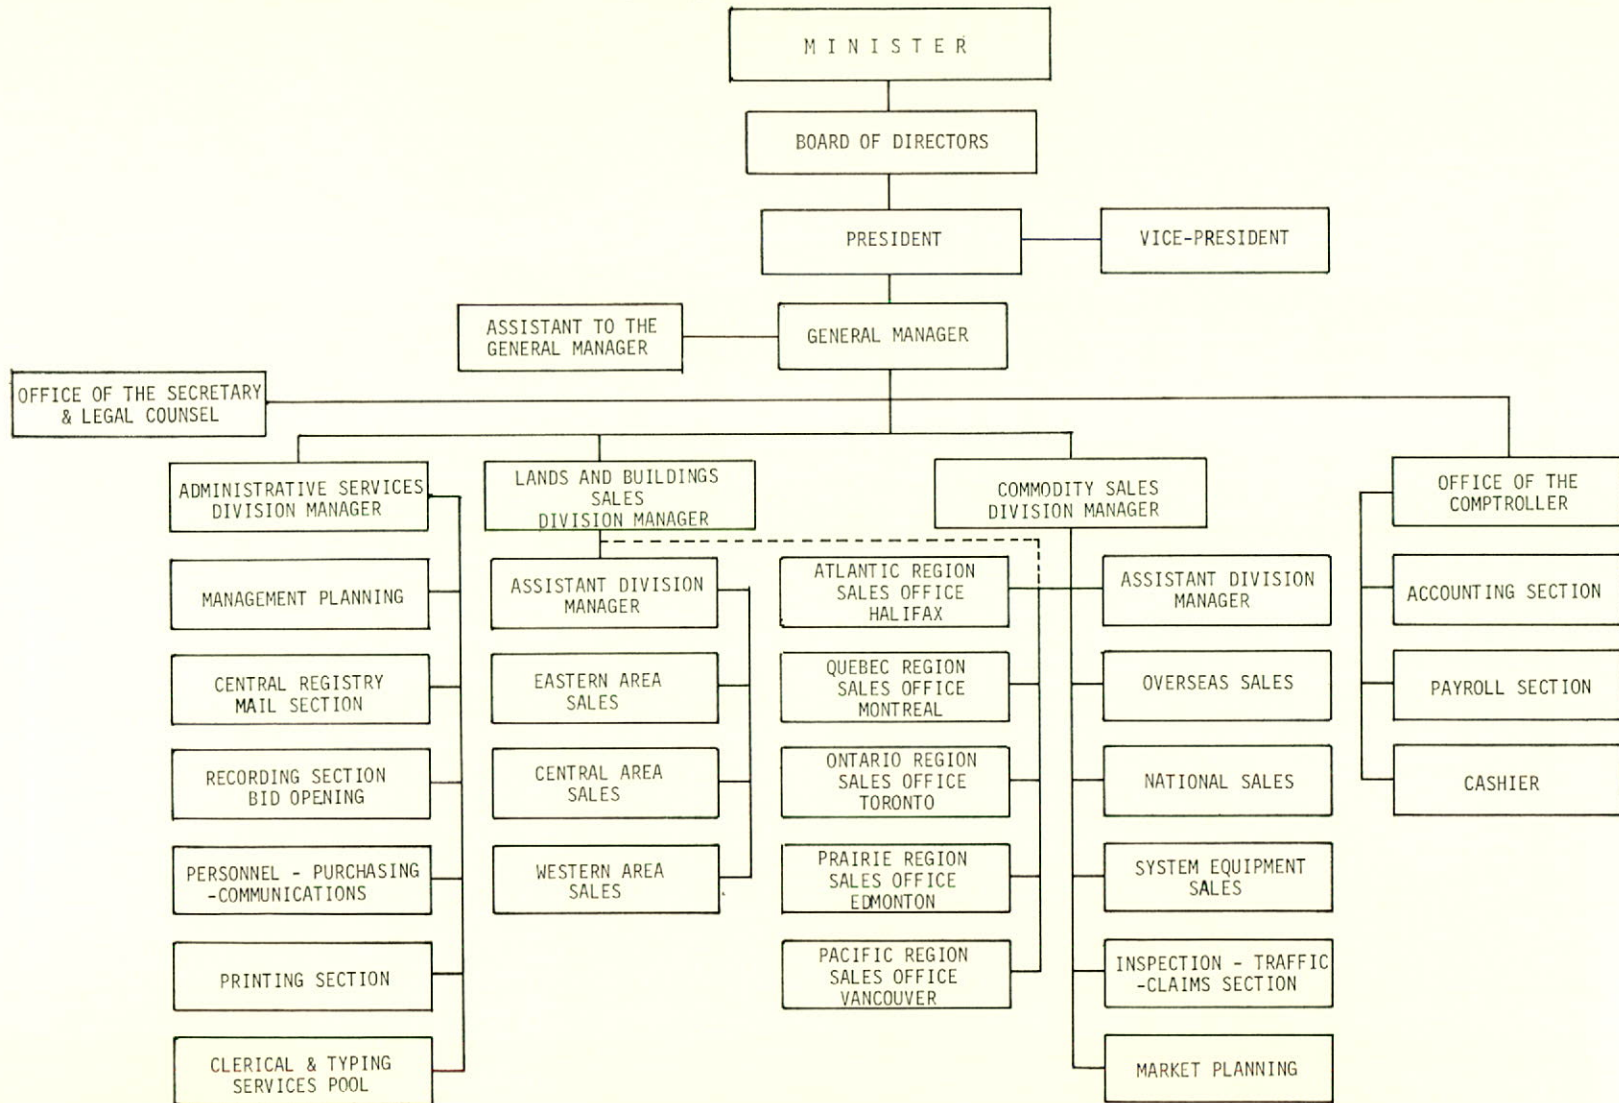 MINISTER
BOARD OF DIRECTORS
PRESIDENT
VICE-PRESIDENT
ASSISTANT TO THE
GENERAL MANAGER
GENERAL MANAGER
OFFICE OF THE SECRETARY
& LEGAL COUNSEL
ADMINISTRATIVE SERVICES
DIVISION MANAGER
MANAGEMENT PLANNING
CENTRAL REGISTRY
MAIL SECTION
RECORDING SECTION
BID OPENING
PERSONNEL - PURCHASING
-COMMUNICATIONS
PRINTING SECTION
CLERICAL & TYPING
SERVICES POOL
LANDS AND BUILDINGS
SALES
DIVISION MANAGER
ASSISTANT DIVISION
MANAGER
EASTERN AREA
SALES
CENTRAL AREA
SALES
WESTERN AREA
SALES
COMMODITY SALES
DIVISION MANAGER
ATLANTIC REGION
SALES OFFICE
HALIFAX
QUEBEC REGION
SALES OFFICE
MONTREAL
ONTARIO REGION
SALES OFFICE
TORONTO
PRAIRIE REGION
SALES OFFICE
EDMONTON
PACIFIC REGION
SALES OFFICE
VANCOUVER
ASSISTANT DIVISION
MANAGER
OVERSEAS SALES
NATIONAL SALES
SYSTEM EQUIPMENT
SALES
INSPECTION - TRAFFIC
-CLAIMS SECTION
MARKET PLANNING
OFFICE OF THE
COMPTROLLER
ACCOUNTING SECTION
PAYROLL SECTION
CASHIER